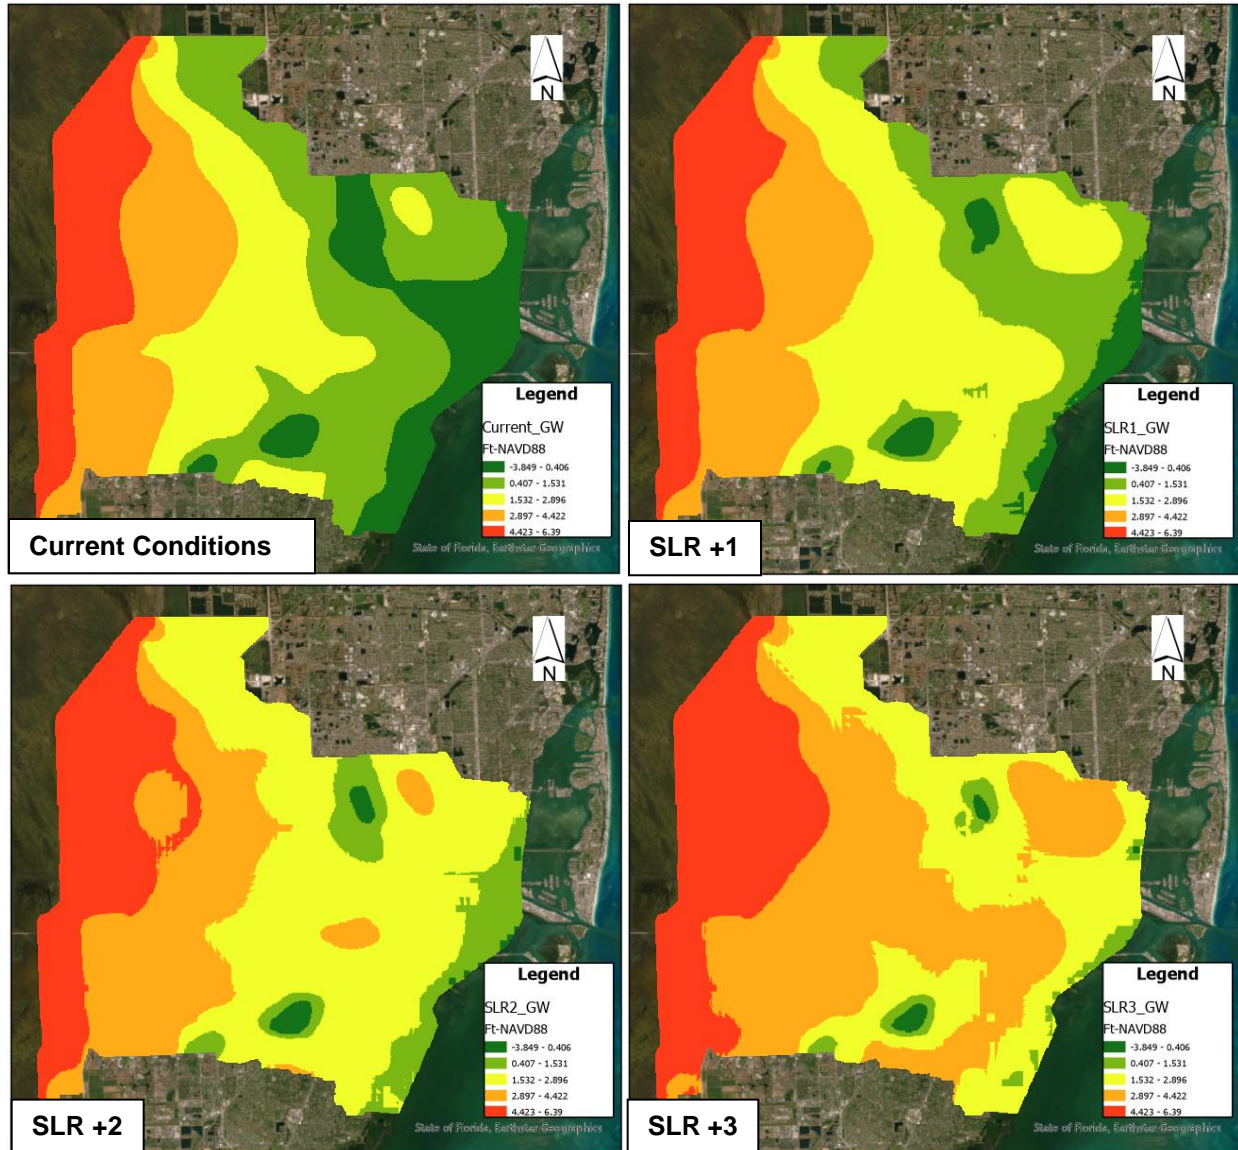 N
Legend
Current_GW
Ft-NAVD88
-3.849 - 0.406
0.407 - 1.531
1.532 - 2.896
2.897 - 4.422
4.423 - 6.39
Current Conditions
State of Florida, Earthstar Geographics
N
Legend
SLR1_GW
Ft-NAVD88
-3.849 - 0.406
0.407 - 1.531
1.532 - 2.896
2.897 - 4.422
4.423 - 6.39
SLR +1
State of Florida, Earthstar Geographics
N
Legend
SLR2_GW
Ft-NAVD88
-3.849 - 0.406
0.407 - 1.531
1.532 - 2.896
2.897 - 4.422
4.423 - 6.39
SLR +2
State of Florida, Earthstar Geographics
N
Legend
SLR3_GW
Ft-NAVD88
-3.849 - 0.406
0.407 - 1.531
1.532 - 2.896
2.897 - 4.422
4.423 - 6.39
SLR +3
State of Florida, Earthstar Geographics